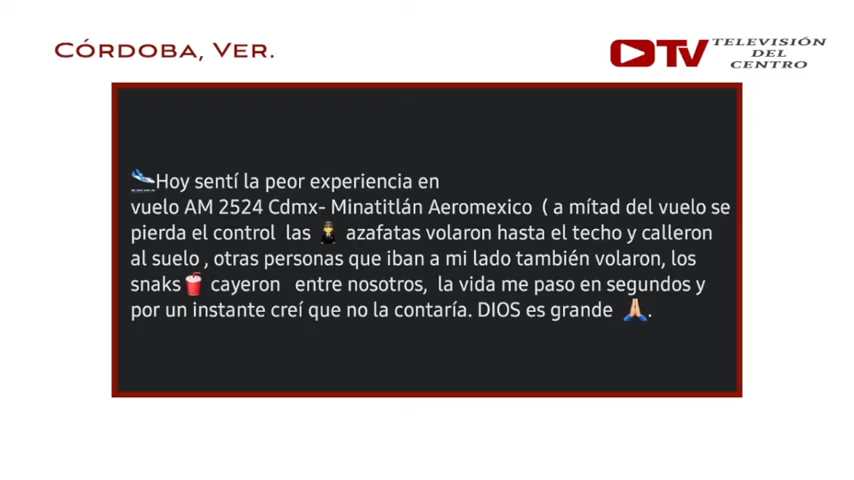 CÓRDOBA, VER.
TV TELEVISIÓN
DEL
CENTRO
🛬Hoy sentí la peor experiencia en
vuelo AM 2524 Cdmx- Minatitlán Aeromexico ( a mítad del vuelo se
pierda el control las azafatas volaron hasta el techo y calleron
al suelo , otras personas que iban a mi lado también volaron, los
snaks🥤 cayeron entre nosotros, la vida me paso en segundos y
por un instante creí que no la contaría. DIOS es grande 🙏🏼.